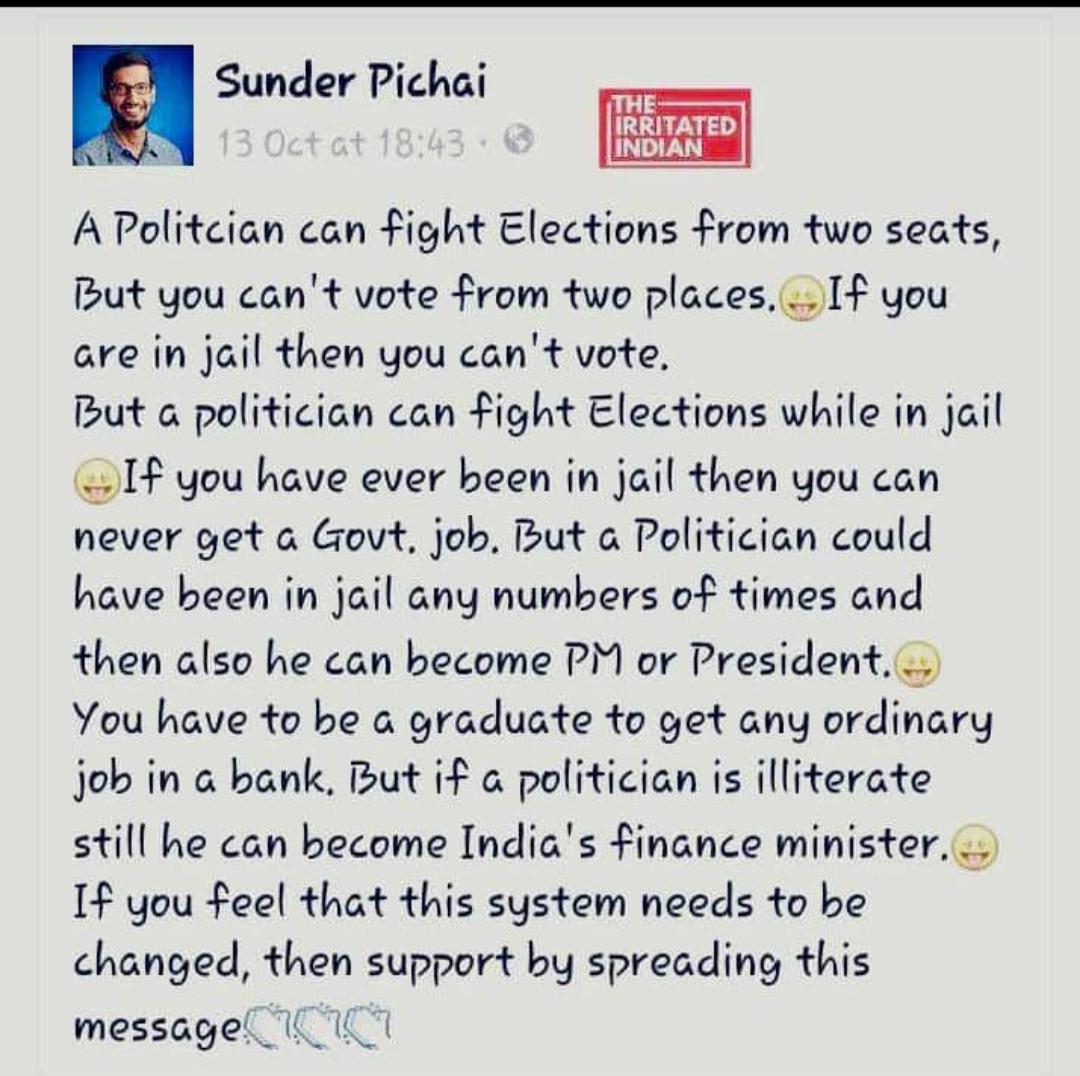 Sunder Pichai
13 Oct at 18:43 ·
THE
IRRITATED
INDIAN
A Politcian can fight Elections from two seats,
But you can't vote from two places.😛If you
are in jail then you can't vote.
But a politician can fight Elections while in jail
😛If you have ever been in jail then you can
never get a Govt. job. But a Politician could
have been in jail any numbers of times and
then also he can become PM or President.😛
You have to be a graduate to get any ordinary
job in a bank. But if a politician is illiterate
still he can become India's finance minister.😛
If you feel that this system needs to be
changed, then support by spreading this
message